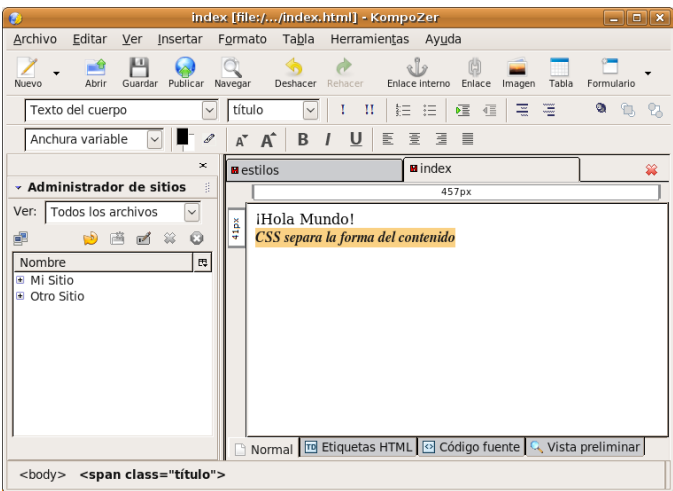 index [file:/.../index.html] - KompoZer
Archivo Editar Ver Insertar Formato Tabla Herramientas Ayuda
Nuevo Abrir Guardar Publicar Navegar Deshacer Rehacer Enlace interno Enlace Imagen Tabla Formulario
Texto del cuerpo título ! !!
Anchura variable A A B I U
estilos index
Administrador de sitios
457px
Ver: Todos los archivos
41px
¡Hola Mundo!
CSS separa la forma del contenido
Nombre
Mi Sitio
Otro Sitio
Normal TD Etiquetas HTML Código fuente Vista preliminar
<body> <span class="título">